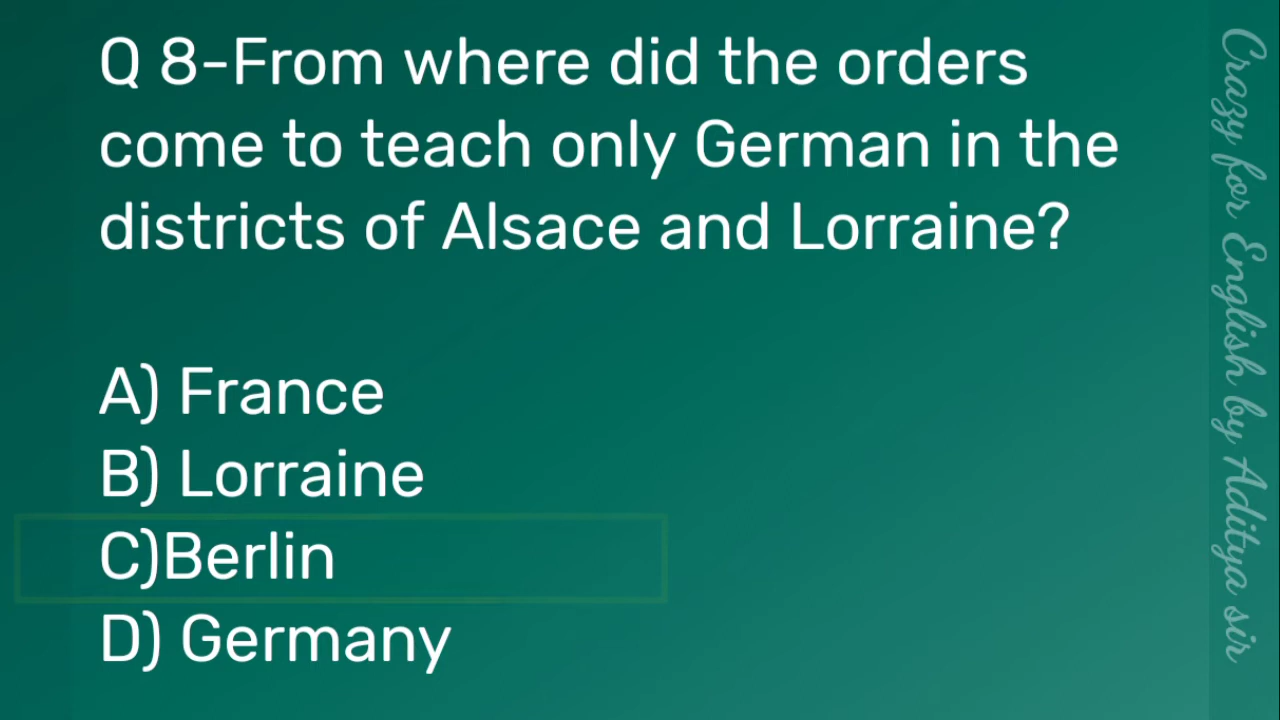 Q 8-From where did the orders
come to teach only German in the
districts of Alsace and Lorraine?
A) France
B) Lorraine
C)Berlin
D) Germany
Crazy for English by Aditya sir